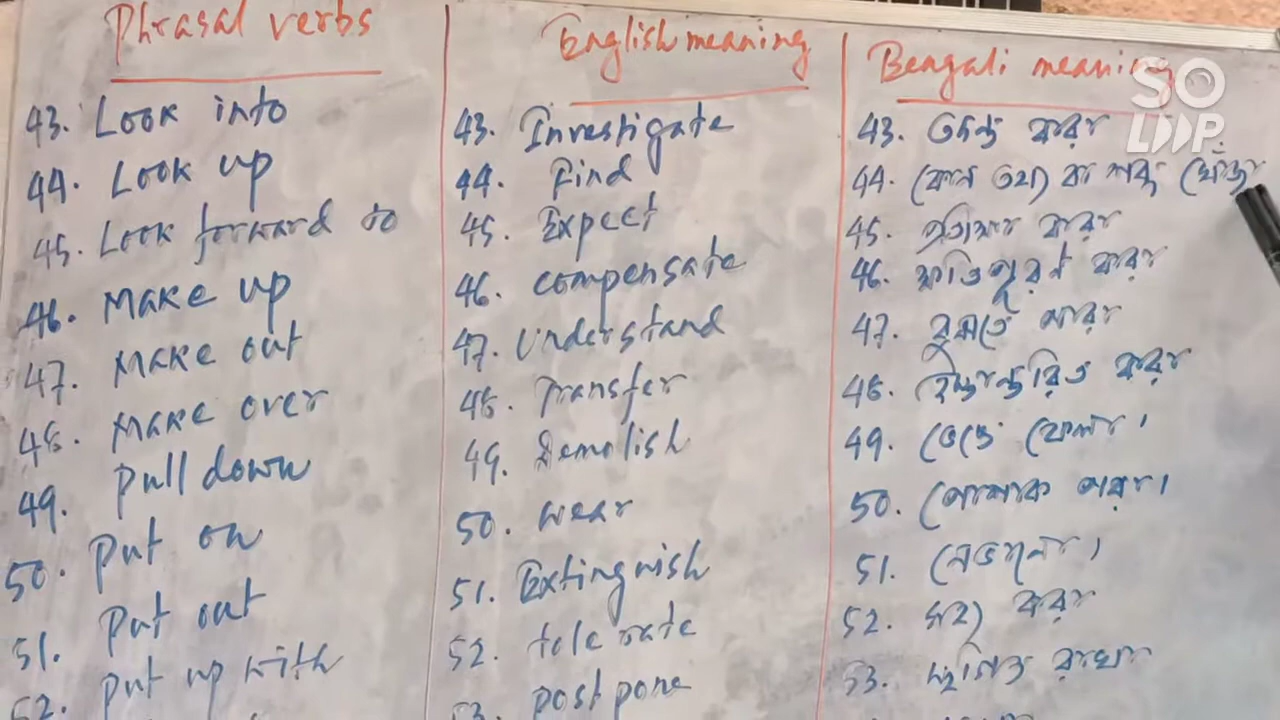 Phrasal verbs English meaning Bengali meaning
SO
LOOP
43. Look into 43. Investigate 43. তদন্ত করা
44. Look up 44. Find 44. কোন তথ্য বা শব্দ খোঁজা
45. Look forward to 45. Expect 45. প্রত্যাশা করা
46. Make up 46. Compensate 46. ক্ষতিপূরণ করা
47. Make out 47. Understand 47. বুঝতে পারা
48. Make over 48. Transfer 48. হস্তান্তরিত করা
49. Pull down 49. Demolish 49. ভেঙে ফেলা।
50. Put on 50. Wear 50. পোশাক পরা।
51. Put out 51. Extinguish 51. নেভানো।
52. Put up with 52. tolerate 52. সহ্য করা
53. postpone 53. স্থগিত রাখা